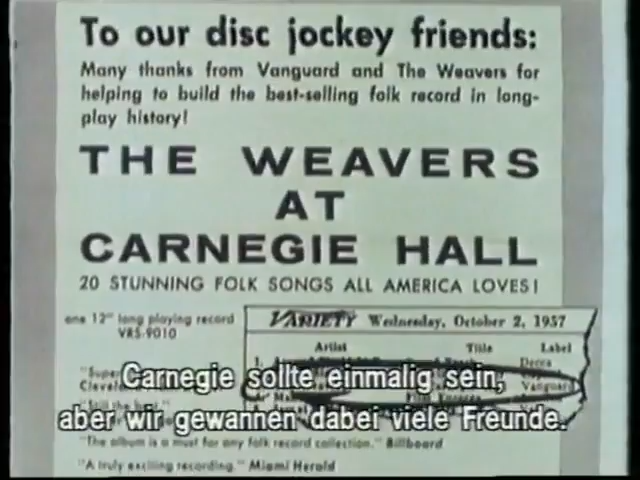 To our disc jockey friends:
Many thanks from Vanguard and The Weavers for
helping to build the best-selling folk record in long-
play history!
THE WEAVERS
AT
CARNEGIE HALL
20 STUNNING FOLK SONGS ALL AMERICA LOVES!
one 12" long playing record
VRS-9010
VARIETY Wednesday, October 2, 1957
Artist Title Label
1. Decca
Vanguard
Carnegie sollte einmalig sein,
aber wir gewannen dabei viele Freunde.
"The album is a must for any folk record collection." Billboard
"A truly exciting recording." Miami Herald